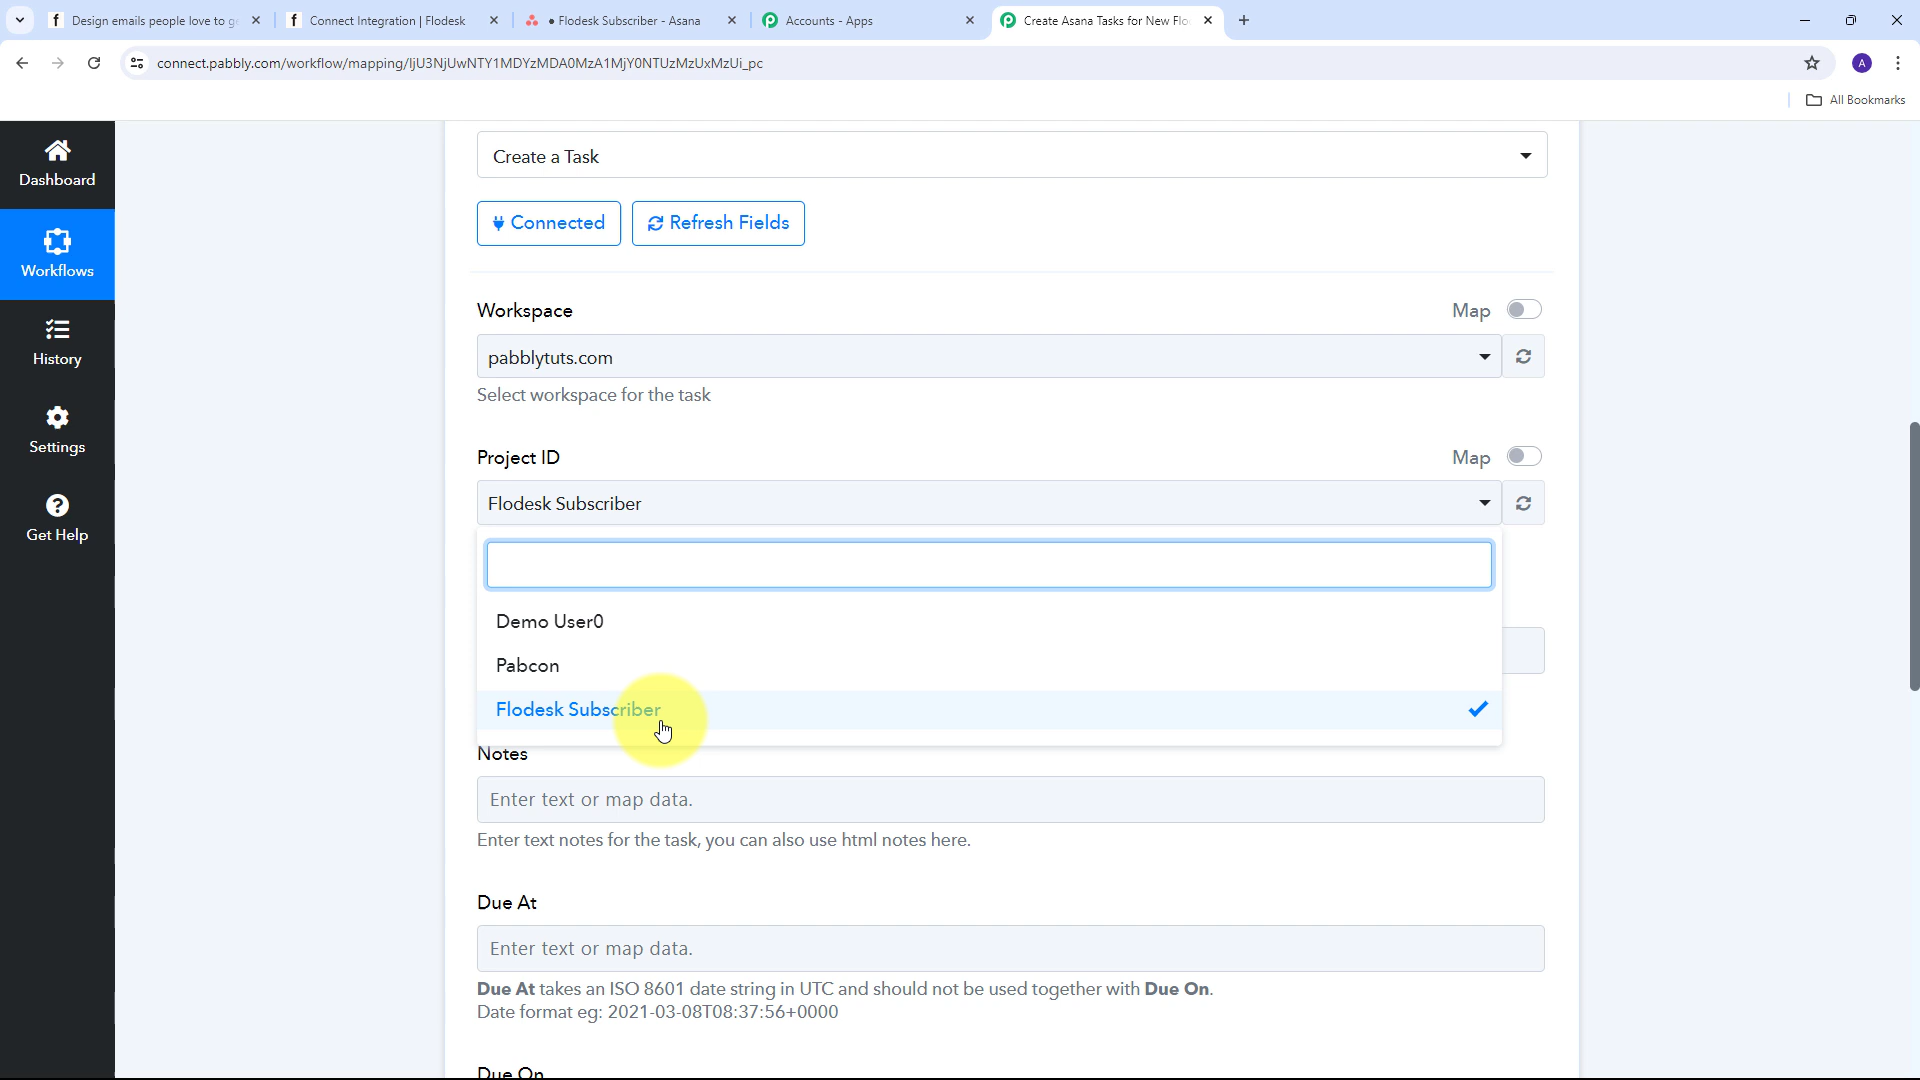 Design emails people love to ge
Connect Integration | Flodesk
• Flodesk Subscriber - Asana
Accounts - Apps
Create Asana Tasks for New Flo
connect.pabbly.com/workflow/mapping/IjU3NjUwNTY1MDYzMDA0MzA1MjY0NTUzMzUxMzUi_pc
A
All Bookmarks
Dashboard
Workflows
History
Settings
Get Help
Create a Task
Connected
Refresh Fields
Workspace
Map
pabblytuts.com
Select workspace for the task
Project ID
Map
Flodesk Subscriber
Demo User0
Pabcon
Flodesk Subscriber
Notes
Enter text or map data.
Enter text notes for the task, you can also use html notes here.
Due At
Enter text or map data.
Due At takes an ISO 8601 date string in UTC and should not be used together with Due On.
Date format eg: 2021-03-08T08:37:56+0000
Due On